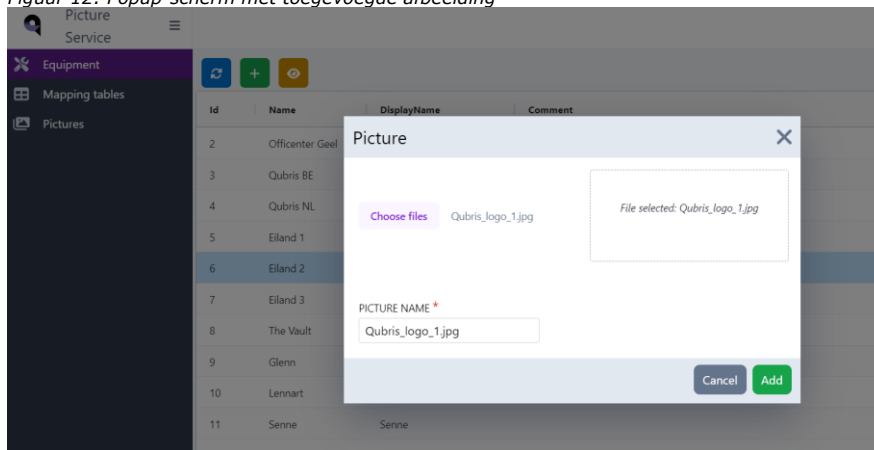 Figuur 12: Popup-scherm met toegevoegde afbeelding
Picture
Service
Equipment
Mapping tables
Pictures
Id Name DisplayName Comment
2 Officenter Geel
3 Qubris BE
4 Qubris NL
5 Eiland 1
6 Eiland 2
7 Eiland 3
8 The Vault
9 Glenn
10 Lennart
11 Senne Senne
Picture
Choose files Qubris_logo_1.jpg
File selected: Qubris_logo_1.jpg
PICTURE NAME *
Qubris_logo_1.jpg
Cancel Add